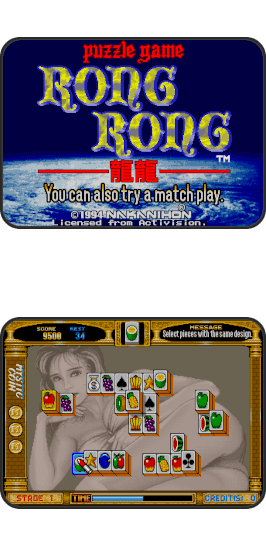 puzzle game
RONG
RONG
TM
龍龍
You can also try a match play.
© 1994 NAKANIHON
Licensed from Activision.
SCORE
REST
MESSAGE
9500
34
Select pieces with the same design.
STAGE 1
TIME
CREDIT(S) 0